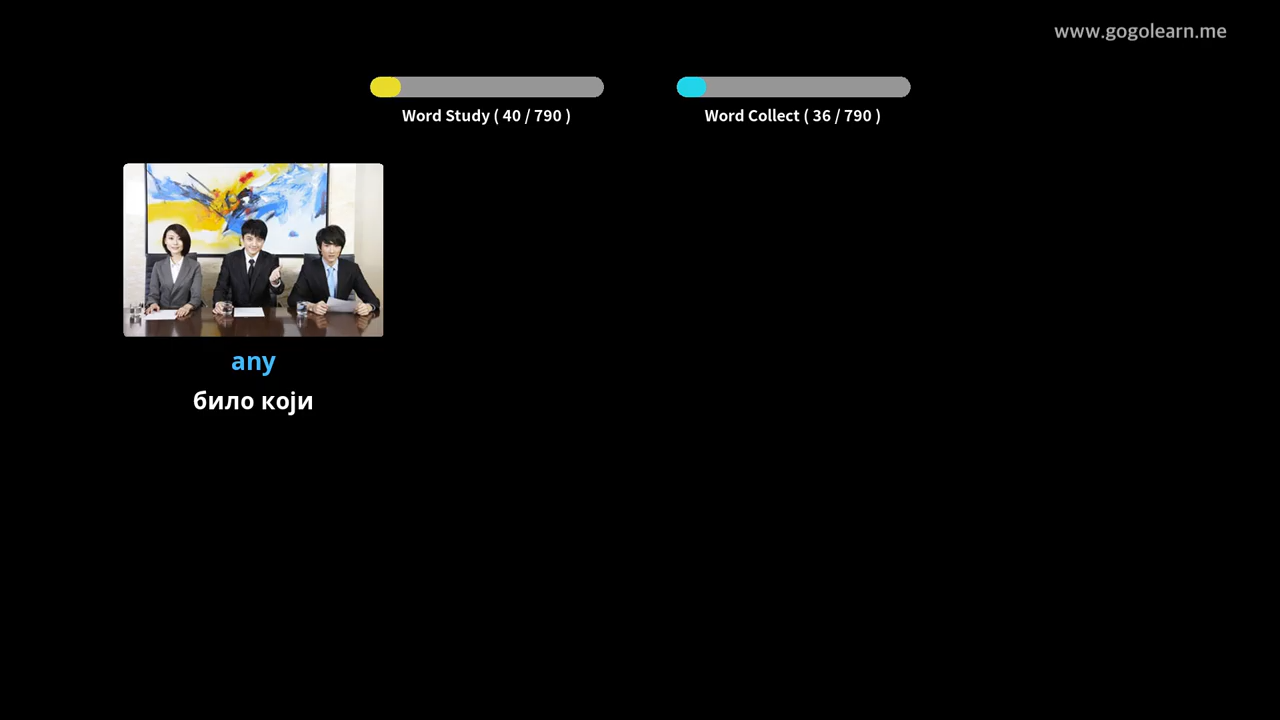 www.gogolearn.me
Word Study ( 40 / 790 )
Word Collect ( 36 / 790 )
any
било који